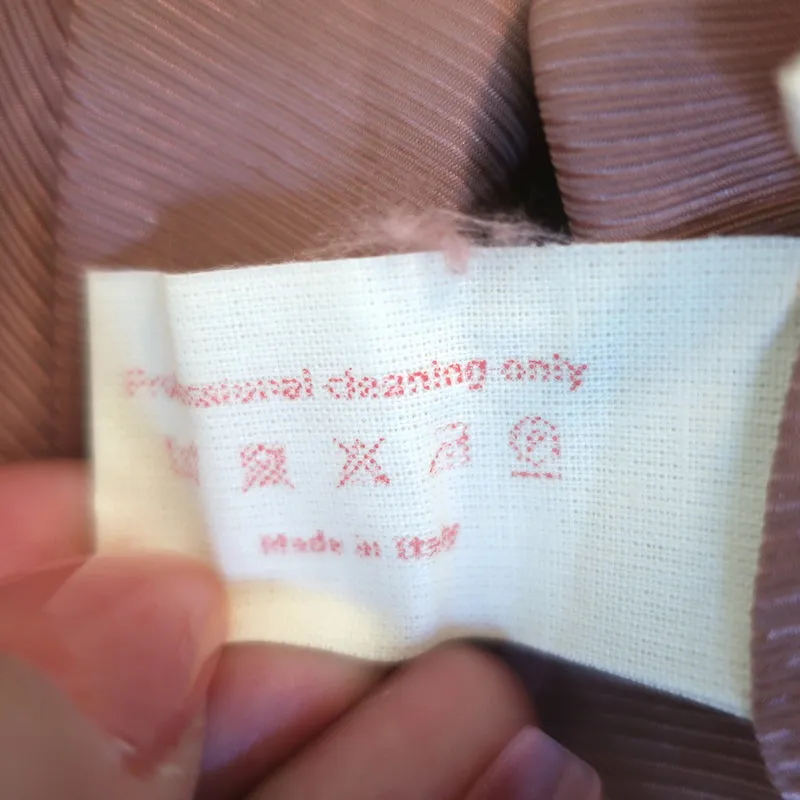 Professional cleaning only
Made in Italy